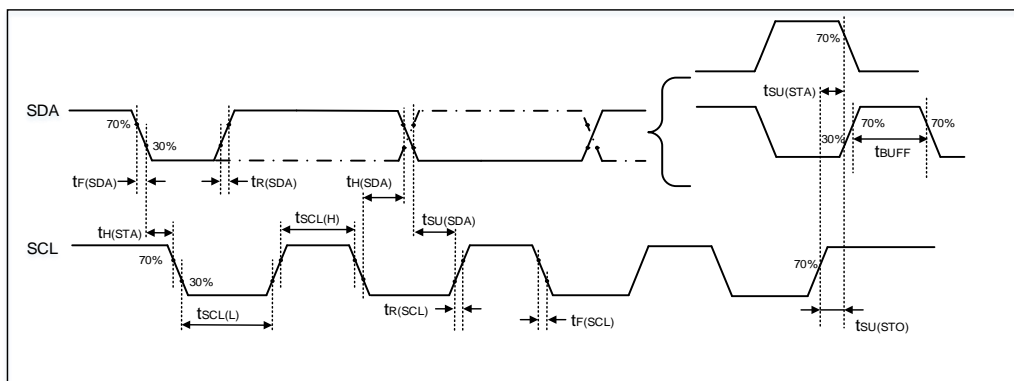 70%
tSU(STA)
SDA
70%
30%
30%
70%
70%
tBUFF
tF(SDA)
tR(SDA)
tH(SDA)
tH(STA)
tSCL(H)
tSU(SDA)
SCL
70%
30%
70%
tSCL(L)
tR(SCL)
tF(SCL)
tSU(STO)